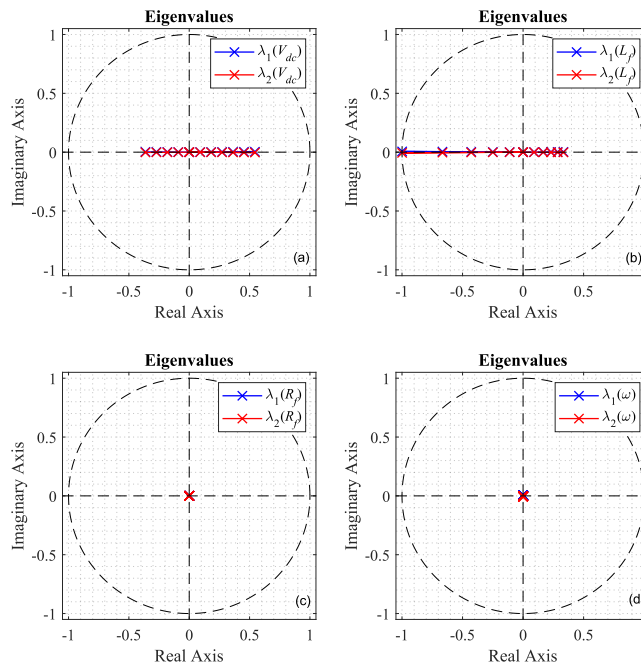 Eigenvalues
λ1(Vdc)
λ2(Vdc)
1
0.5
0
-0.5
-1
Imaginary Axis
(a)
-1 -0.5 0 0.5 1
Real Axis
Eigenvalues
λ1(Lf)
λ2(Lf)
1
0.5
0
-0.5
-1
Imaginary Axis
(b)
-1 -0.5 0 0.5
Real Axis
Eigenvalues
λ1(Rf)
λ2(Rf)
1
0.5
0
-0.5
-1
Imaginary Axis
(c)
-1 -0.5 0 0.5 1
Real Axis
Eigenvalues
λ1(ω)
λ2(ω)
1
0.5
0
-0.5
-1
Imaginary Axis
(d
-1 -0.5 0 0.5
Real Axis